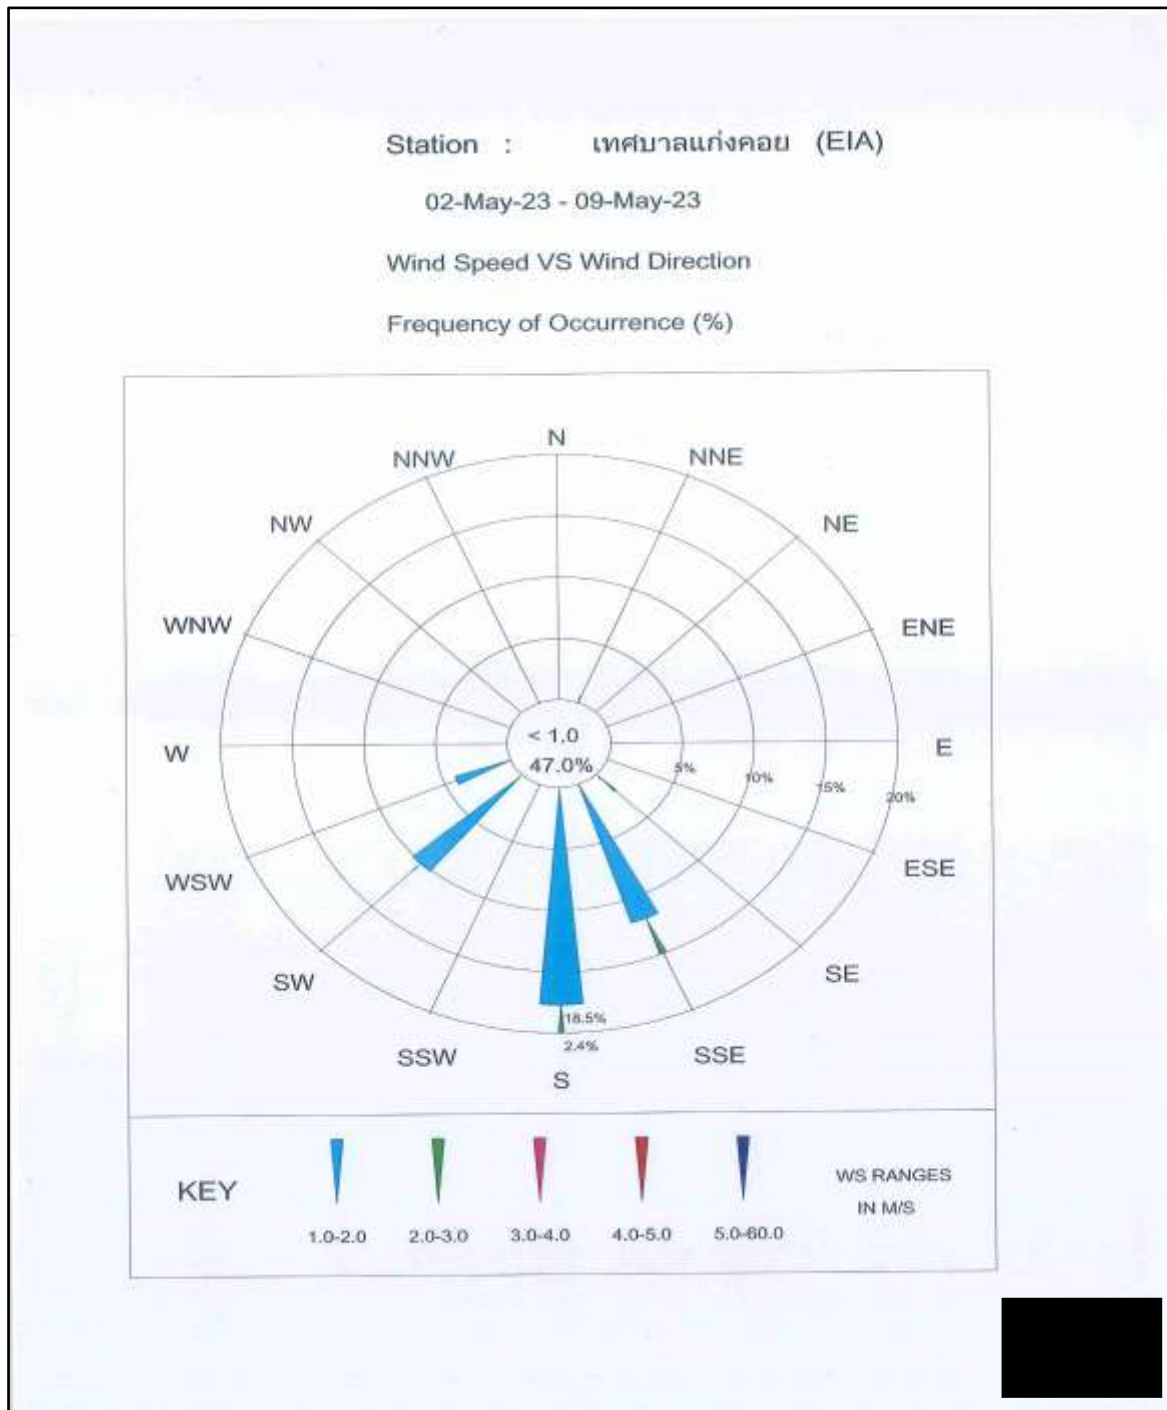 Station : เทศบาลแก่งคอย (EIA)
02-May-23 - 09-May-23
Wind Speed VS Wind Direction
Frequency of Occurrence (%)
N
NNW
NNE
NW
NE
WNW
ENE
< 1.0
W
E
47.0%
5%
10%
15%
20%
WSW
ESE
SW
SE
18.5%
2.4%
SSW
SSE
S
KEY
WS RANGES
IN M/S
1.0-2.0 2.0-3.0 3.0-4.0 4.0-5.0 5.0-60.0